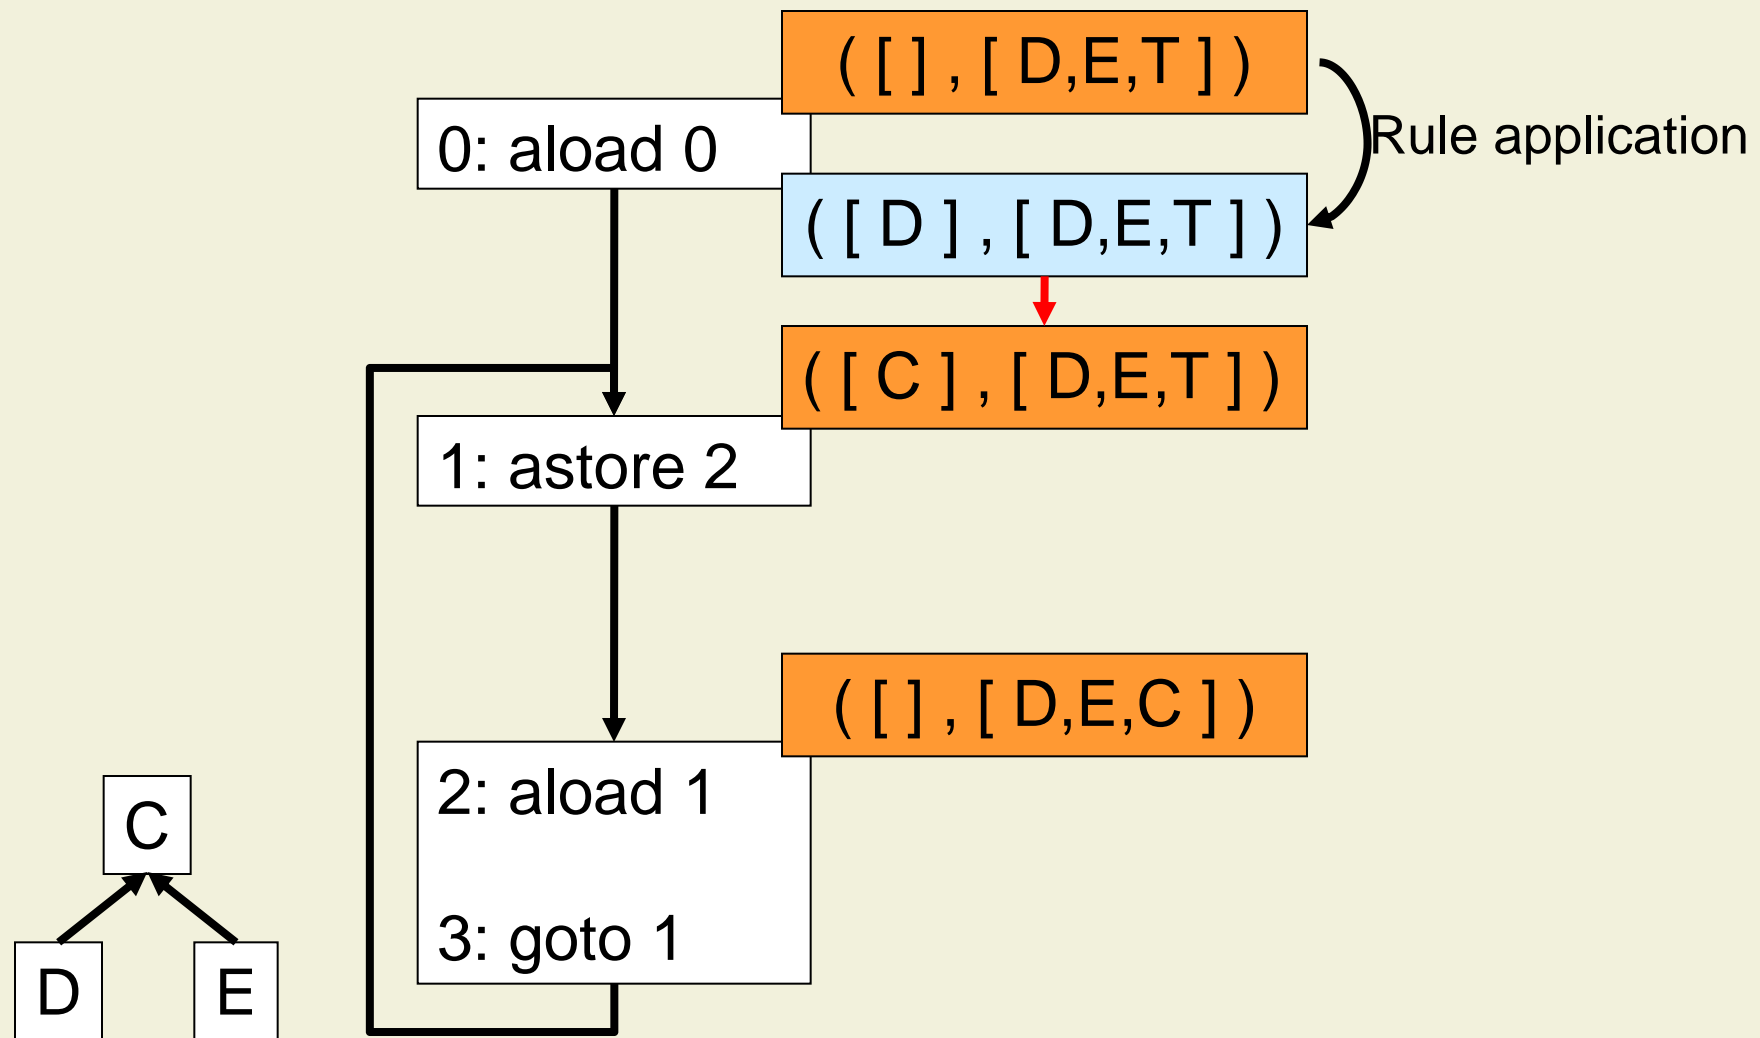 ( [ ] , [ D,E,T ] )
0: aload 0
Rule application
( [ D ] , [ D,E,T ] )
( [ C ] , [ D,E,T ] )
1: astore 2
( [ ] , [ D,E,C ] )
2: aload 1
C
3: goto 1
D
E